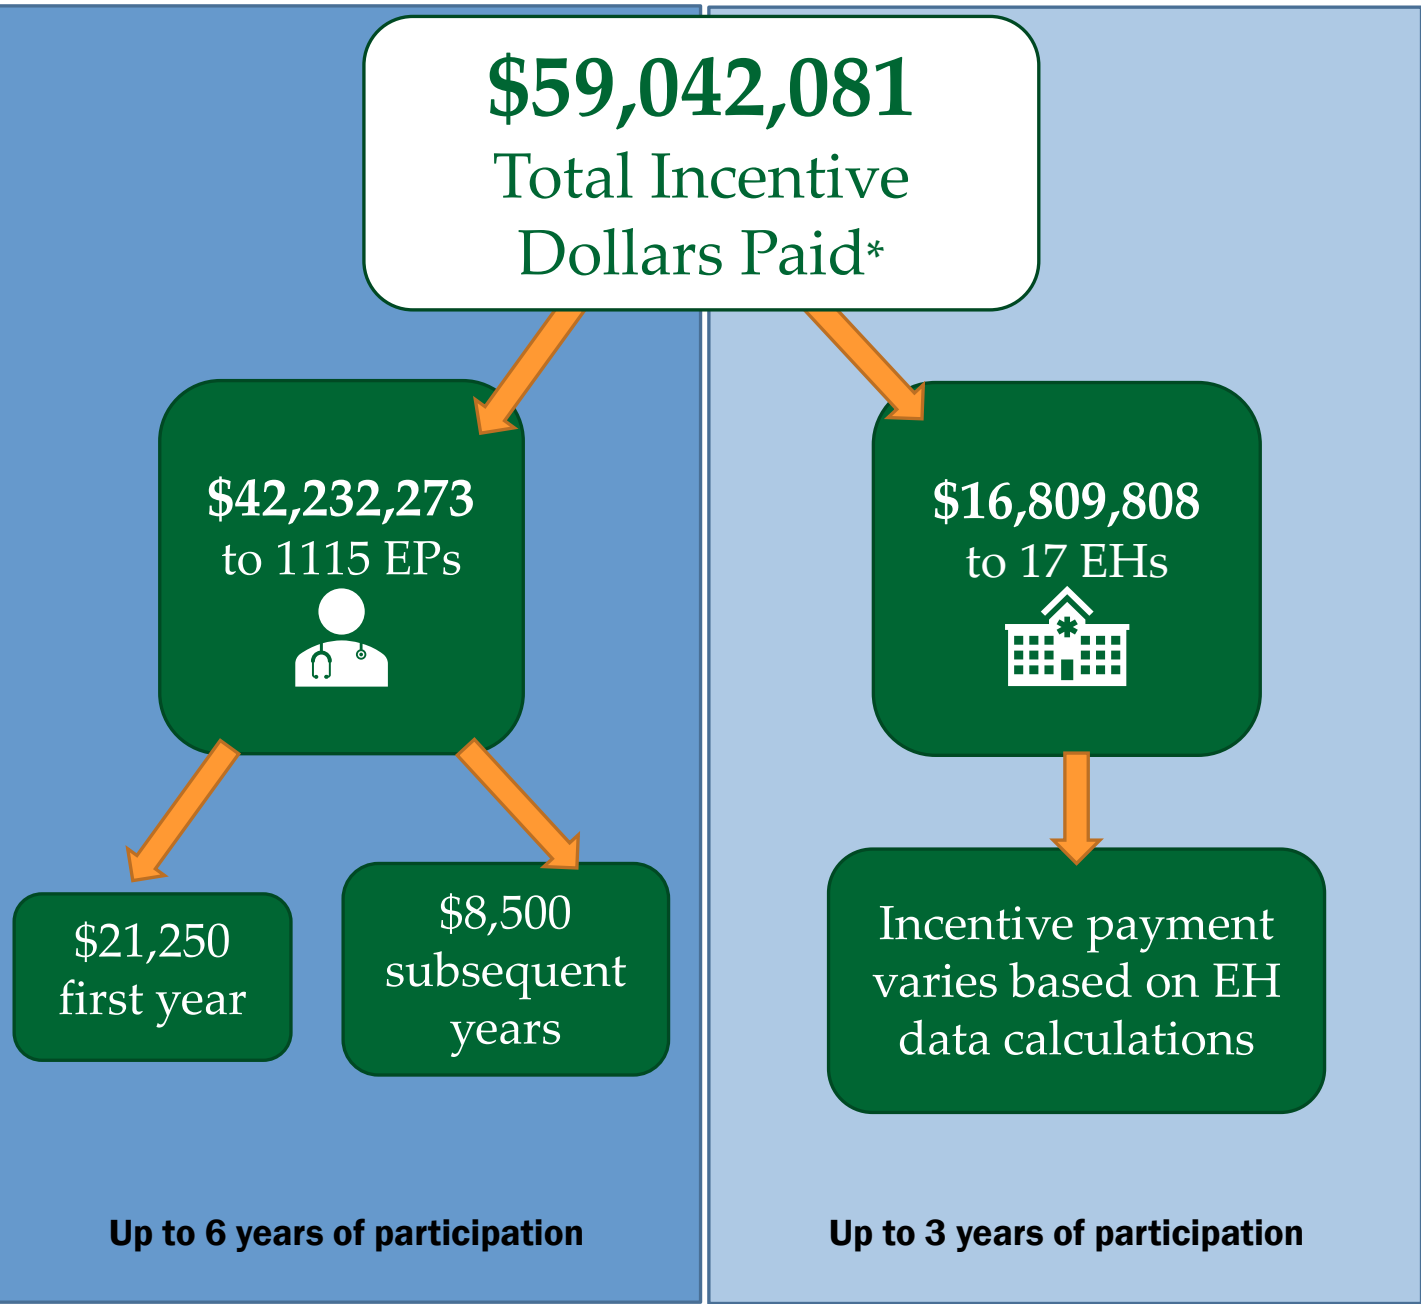 $59,042,081
Total Incentive
Dollars Paid*
$42,232,273
to 1115 EPs
$16,809,808
to 17 EHs
$21,250
first year
$8,500
subsequent
years
Incentive payment
varies based on EH
data calculations
Up to 6 years of participation
Up to 3 years of participation